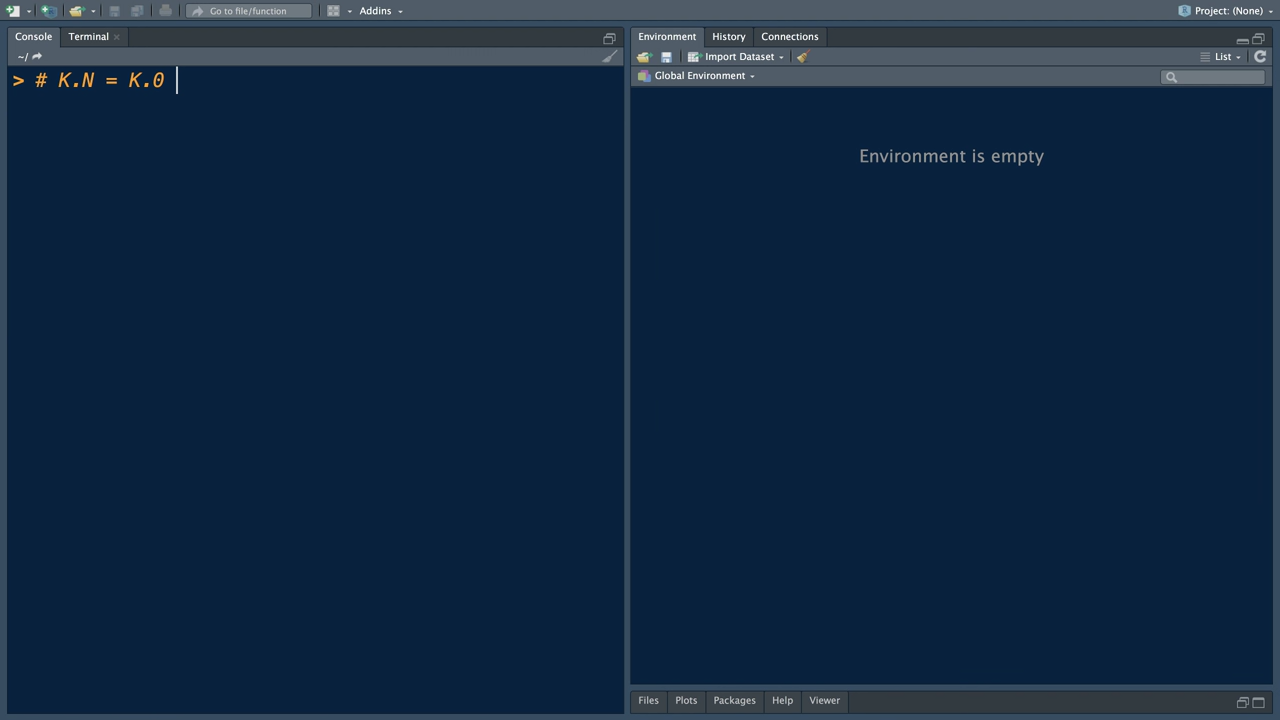 Go to file/function
Addins
Project: (None)
Console
Terminal
~/
> # K.N = K.0
Environment
History
Connections
Import Dataset
List
Global Environment
Environment is empty
Files
Plots
Packages
Help
Viewer